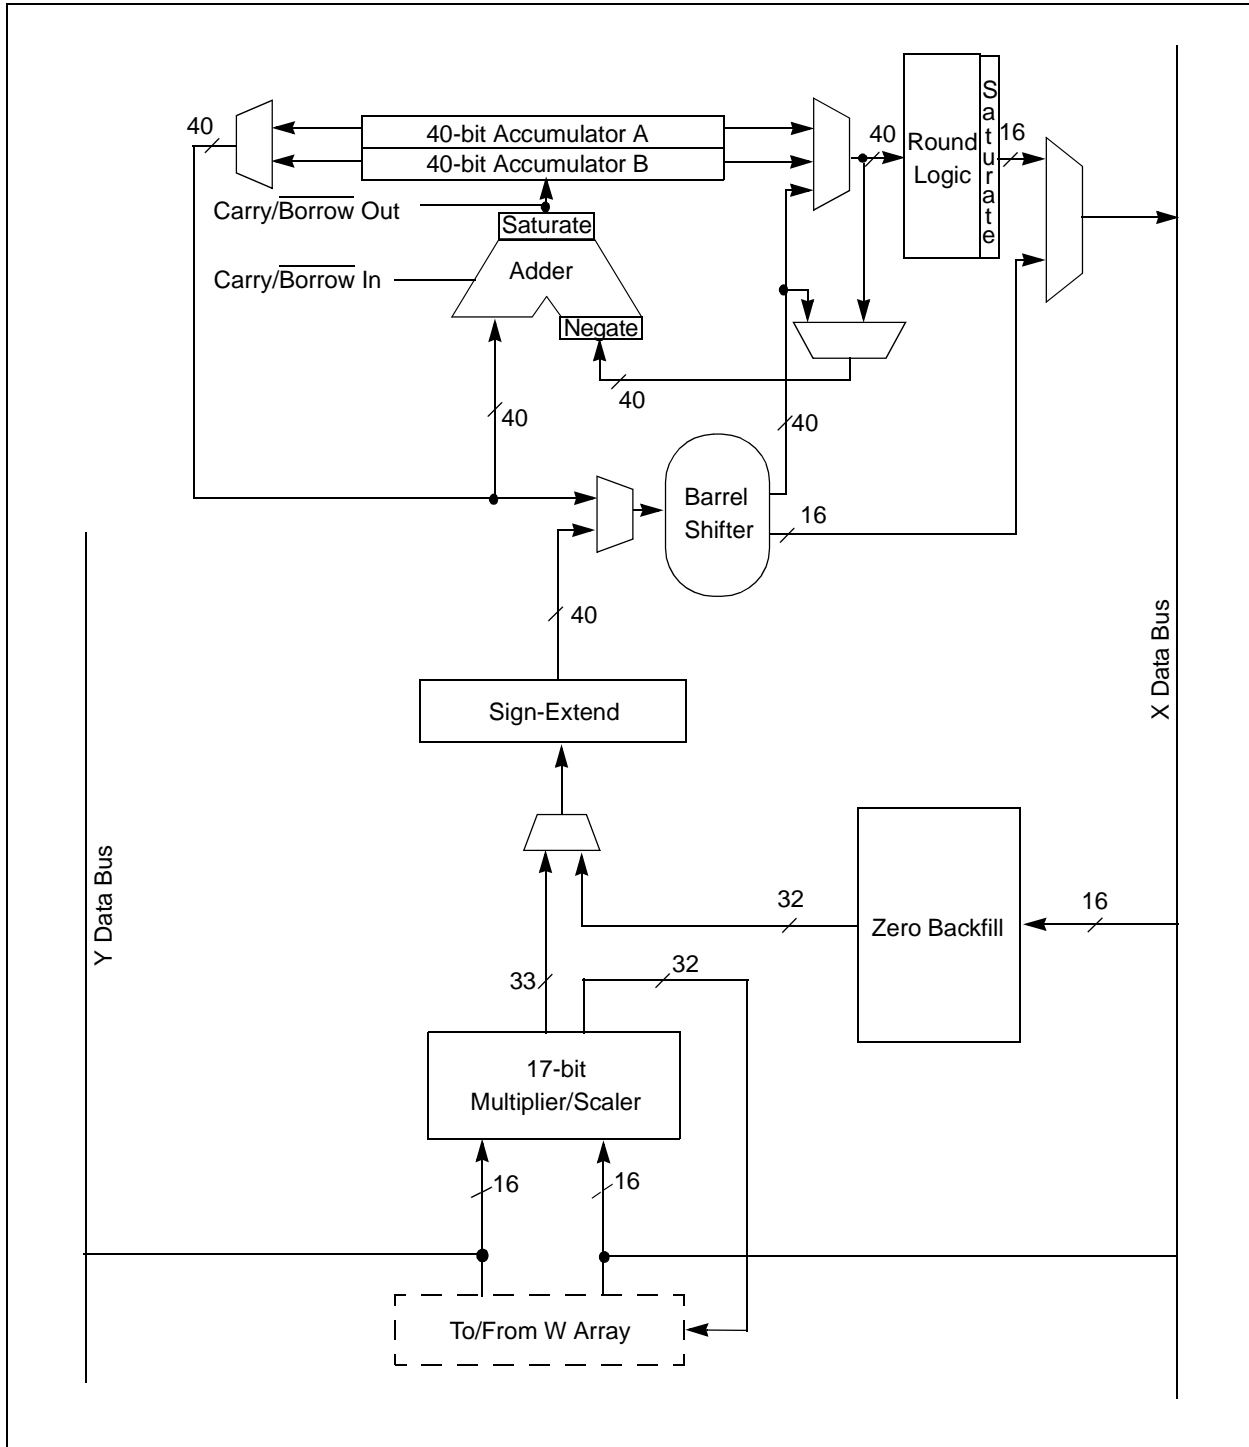 40
40-bit Accumulator A
40-bit Accumulator B
40
Round
Logic
Saturate
16
Carry/Borrow Out
Saturate
Carry/Borrow In
Adder
Negate
40
40
40
Barrel
Shifter
16
40
X Data Bus
Sign-Extend
Y Data Bus
32
Zero Backfill
16
33
32
17-bit
Multiplier/Scaler
16
16
To/From W Array